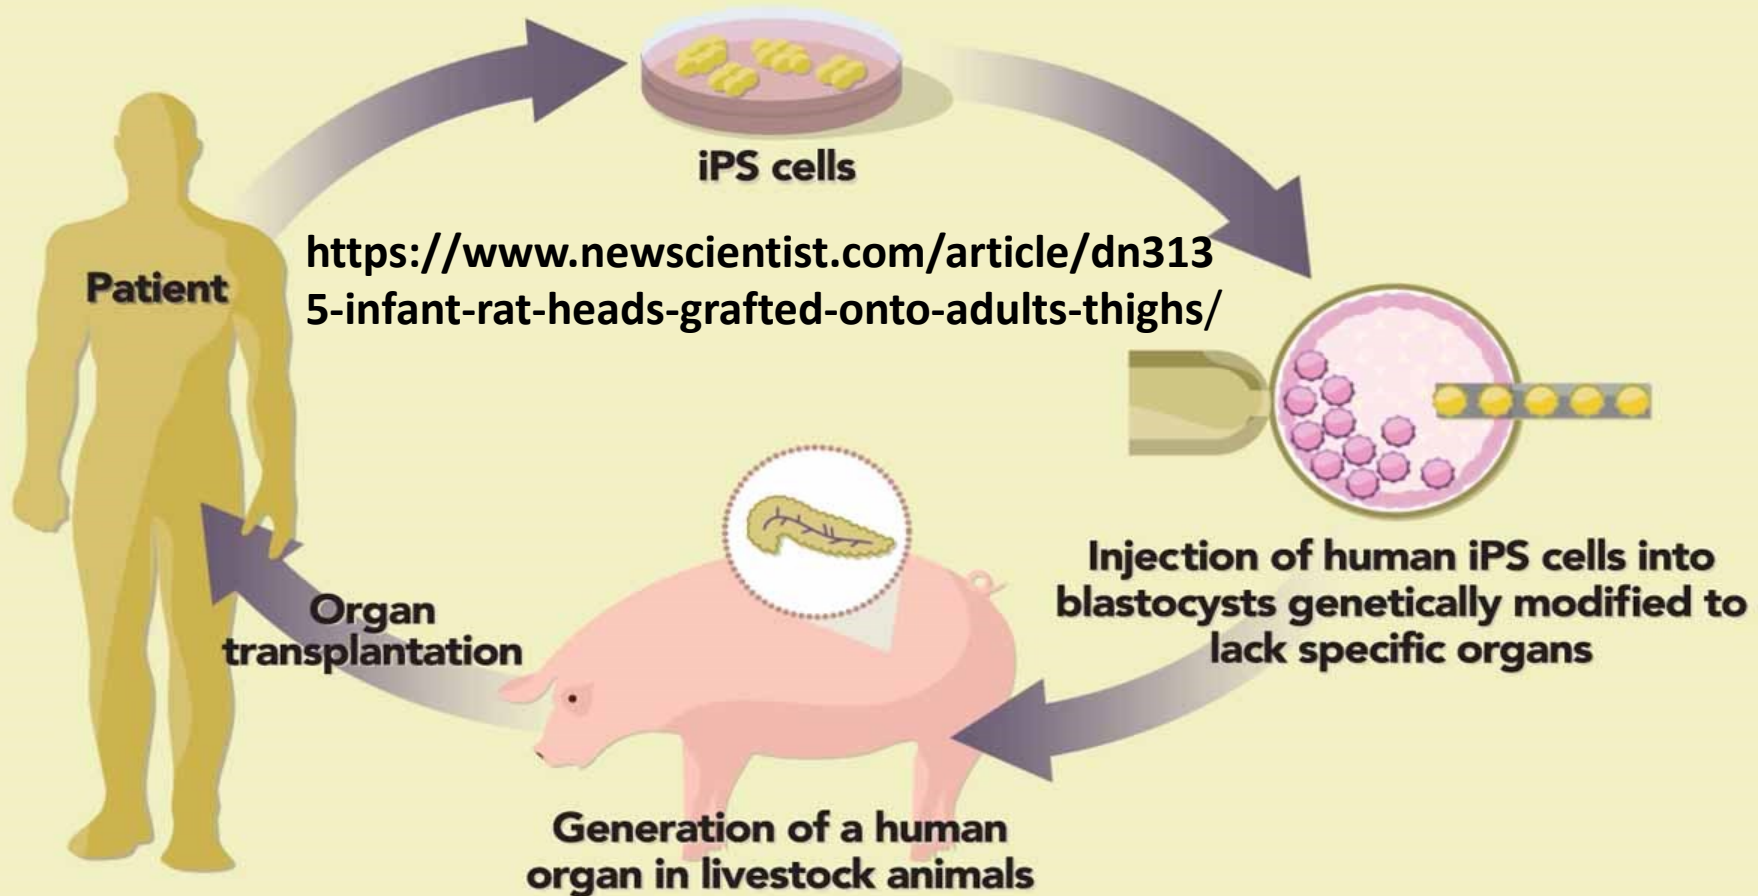 iPS cells
https://www.newscientist.com/article/dn313
5-infant-rat-heads-grafted-onto-adults-thighs/
Patient
Injection of human iPS cells into
blastocysts genetically modified to
lack specific organs
Organ
transplantation
Generation of a human
organ in livestock animals